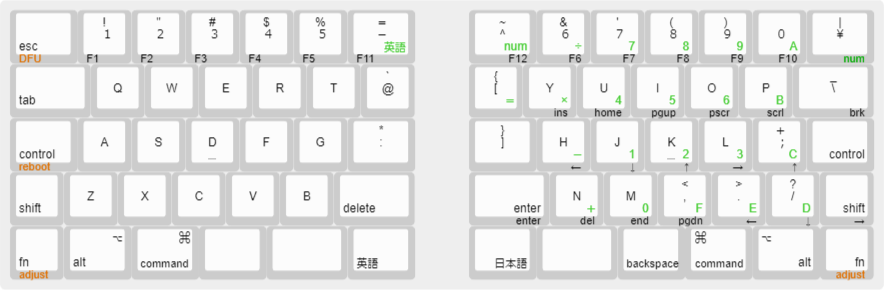 esc DFU
! 1 F1
" 2 F2
# 3 F3
$ 4 F4
% 5 F5
= − 英語 F11
~ ^ num F12
& 6 ÷ F6
' 7 7 F7
( 8 8 F8
) 9 9 F9
0 A F10
| ¥ num
tab
Q
W
E
R
T
` @
{ [ =
Y × ins
U 4 home
I 5 pgup
O 6 pscr
P B scrl
\ brk
control reboot
A
S
D _
F
G
* :
} ]
H − ←
J 1 ↓
K _ 2 ↑
L 3 →
+ ; C ↑
control
shift
Z
X
C
V
B
delete
enter enter
N + del
M 0 end
< , F pgdn
> . E ←
? / D ↓
shift →
fn adjust
⌥ alt
⌘ command
英語
日本語
backspace
⌘ command
⌥ alt
fn adjust